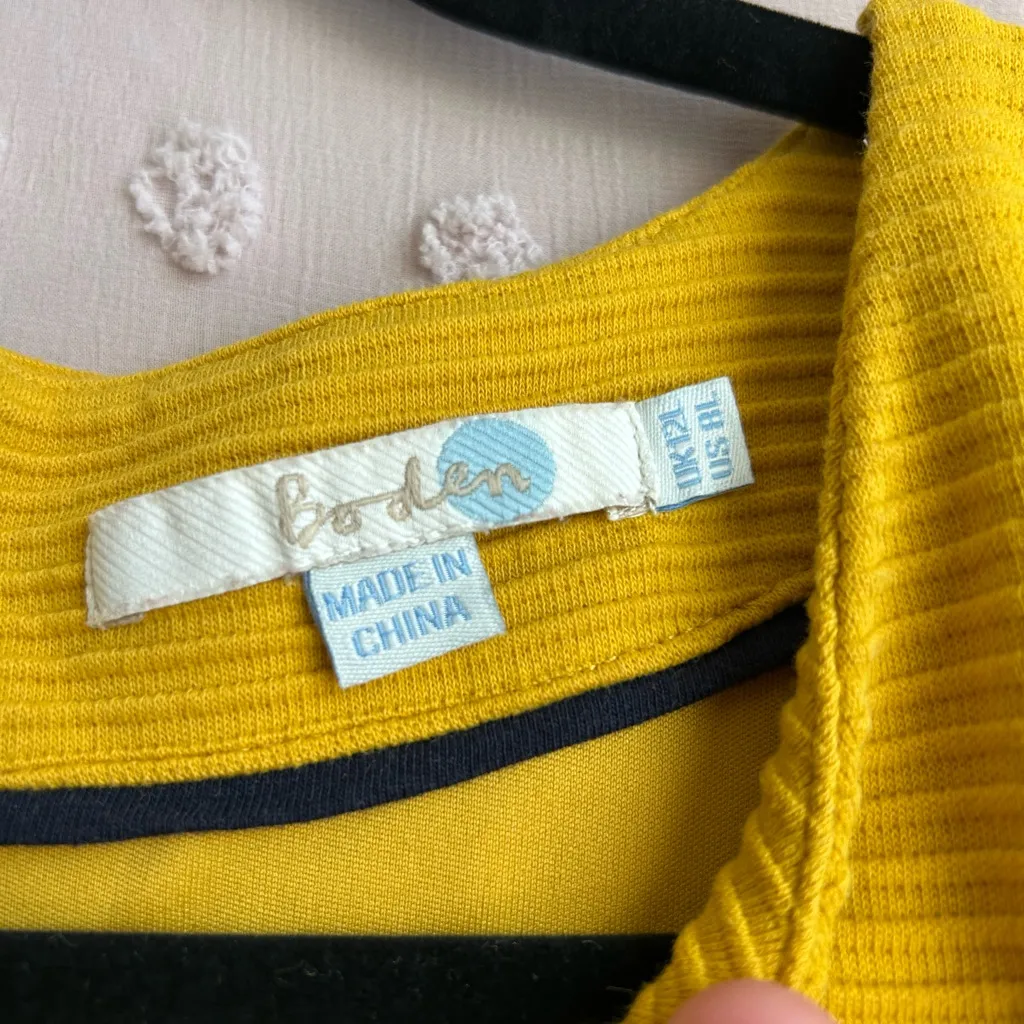 Boden
UK 12L
US 8L
MADE IN
CHINA